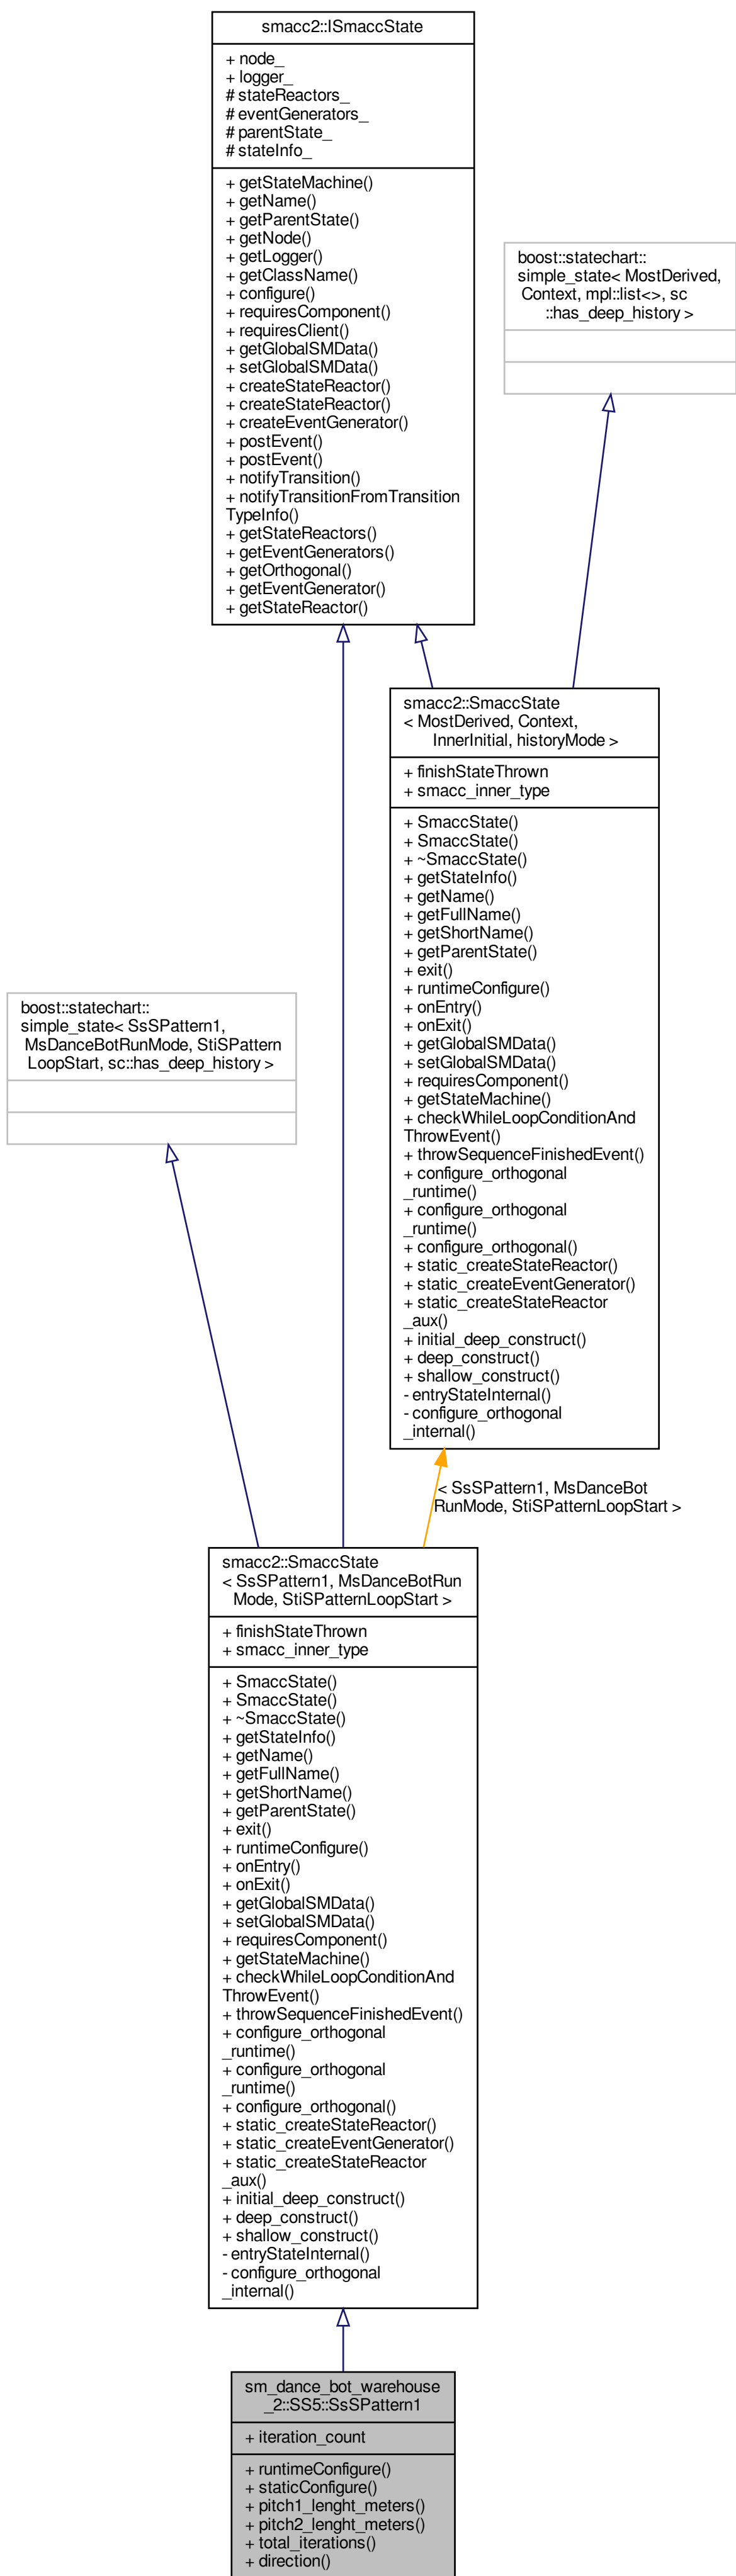 smacc2::ISmaccState
+ node_
+ logger_
# stateReactors_
# eventGenerators_
# parentState_
# stateInfo_
+ getStateMachine()
+ getName()
+ getParentState()
+ getNode()
+ getLogger()
+ getClassName()
+ configure()
+ requiresComponent()
+ requiresClient()
+ getGlobalSMData()
+ setGlobalSMData()
+ createStateReactor()
+ createStateReactor()
+ createEventGenerator()
+ postEvent()
+ postEvent()
+ notifyTransition()
+ notifyTransitionFromTransition
TypeInfo()
+ getStateReactors()
+ getEventGenerators()
+ getOrthogonal()
+ getEventGenerator()
+ getStateReactor()
boost::statechart::
simple_state< MostDerived,
Context, mpl::list<>, sc
::has_deep_history >
smacc2::SmaccState
< MostDerived, Context,
InnerInitial, historyMode >
+ finishStateThrown
+ smacc_inner_type
+ SmaccState()
+ SmaccState()
+ ~SmaccState()
+ getStateInfo()
+ getName()
+ getFullName()
+ getShortName()
+ getParentState()
+ exit()
+ runtimeConfigure()
+ onEntry()
+ onExit()
+ getGlobalSMData()
+ setGlobalSMData()
+ requiresComponent()
+ getStateMachine()
+ checkWhileLoopConditionAnd
ThrowEvent()
+ throwSequenceFinishedEvent()
+ configure_orthogonal
_runtime()
+ configure_orthogonal
_runtime()
+ configure_orthogonal()
+ static_createStateReactor()
+ static_createEventGenerator()
+ static_createStateReactor
_aux()
+ initial_deep_construct()
+ deep_construct()
+ shallow_construct()
- entryStateInternal()
- configure_orthogonal
_internal()
boost::statechart::
simple_state< SsSPattern1,
MsDanceBotRunMode, StiSPattern
LoopStart, sc::has_deep_history >
< SsSPattern1, MsDanceBot
RunMode, StiSPatternLoopStart >
smacc2::SmaccState
< SsSPattern1, MsDanceBotRun
Mode, StiSPatternLoopStart >
+ finishStateThrown
+ smacc_inner_type
+ SmaccState()
+ SmaccState()
+ ~SmaccState()
+ getStateInfo()
+ getName()
+ getFullName()
+ getShortName()
+ getParentState()
+ exit()
+ runtimeConfigure()
+ onEntry()
+ onExit()
+ getGlobalSMData()
+ setGlobalSMData()
+ requiresComponent()
+ getStateMachine()
+ checkWhileLoopConditionAnd
ThrowEvent()
+ throwSequenceFinishedEvent()
+ configure_orthogonal
_runtime()
+ configure_orthogonal
_runtime()
+ configure_orthogonal()
+ static_createStateReactor()
+ static_createEventGenerator()
+ static_createStateReactor
_aux()
+ initial_deep_construct()
+ deep_construct()
+ shallow_construct()
- entryStateInternal()
- configure_orthogonal
_internal()
sm_dance_bot_warehouse
_2::SS5::SsSPattern1
+ iteration_count
+ runtimeConfigure()
+ staticConfigure()
+ pitch1_lenght_meters()
+ pitch2_lenght_meters()
+ total_iterations()
+ direction()